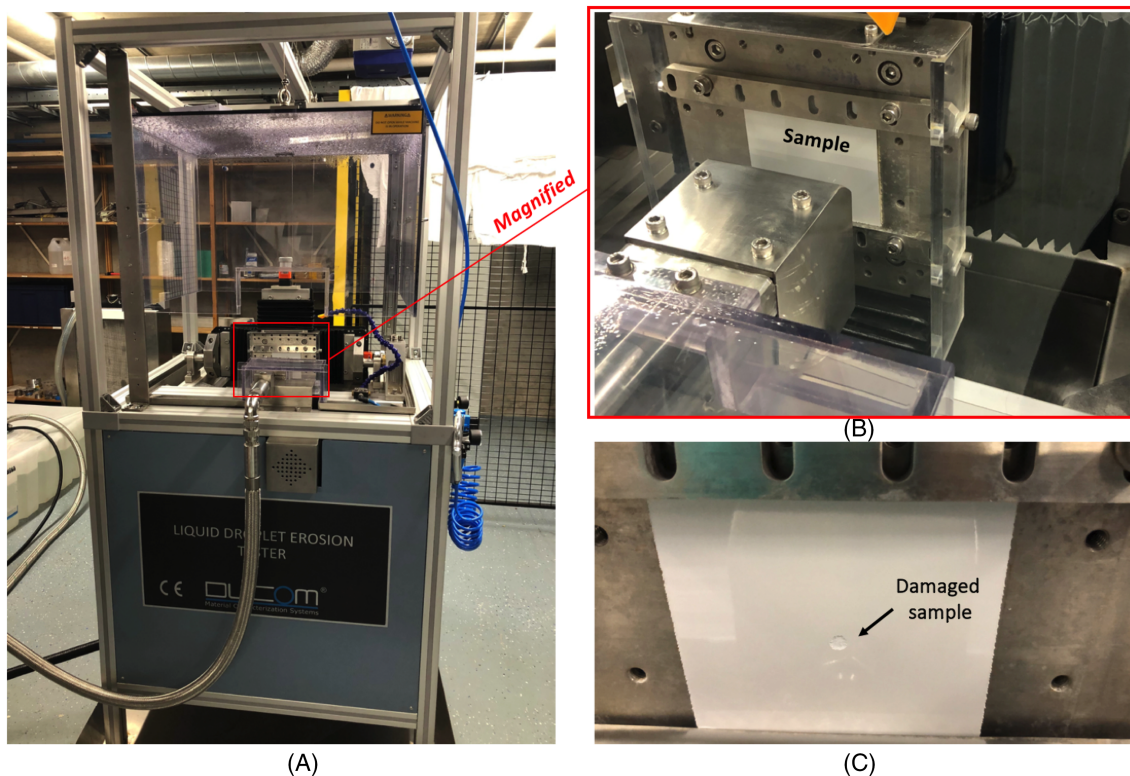 Magnified
LIQUID DROPLET EROSION
TESTER
CE DUCOM®
Material Characterization Systems
(A)
Sample
(B)
Damaged
sample
(C)